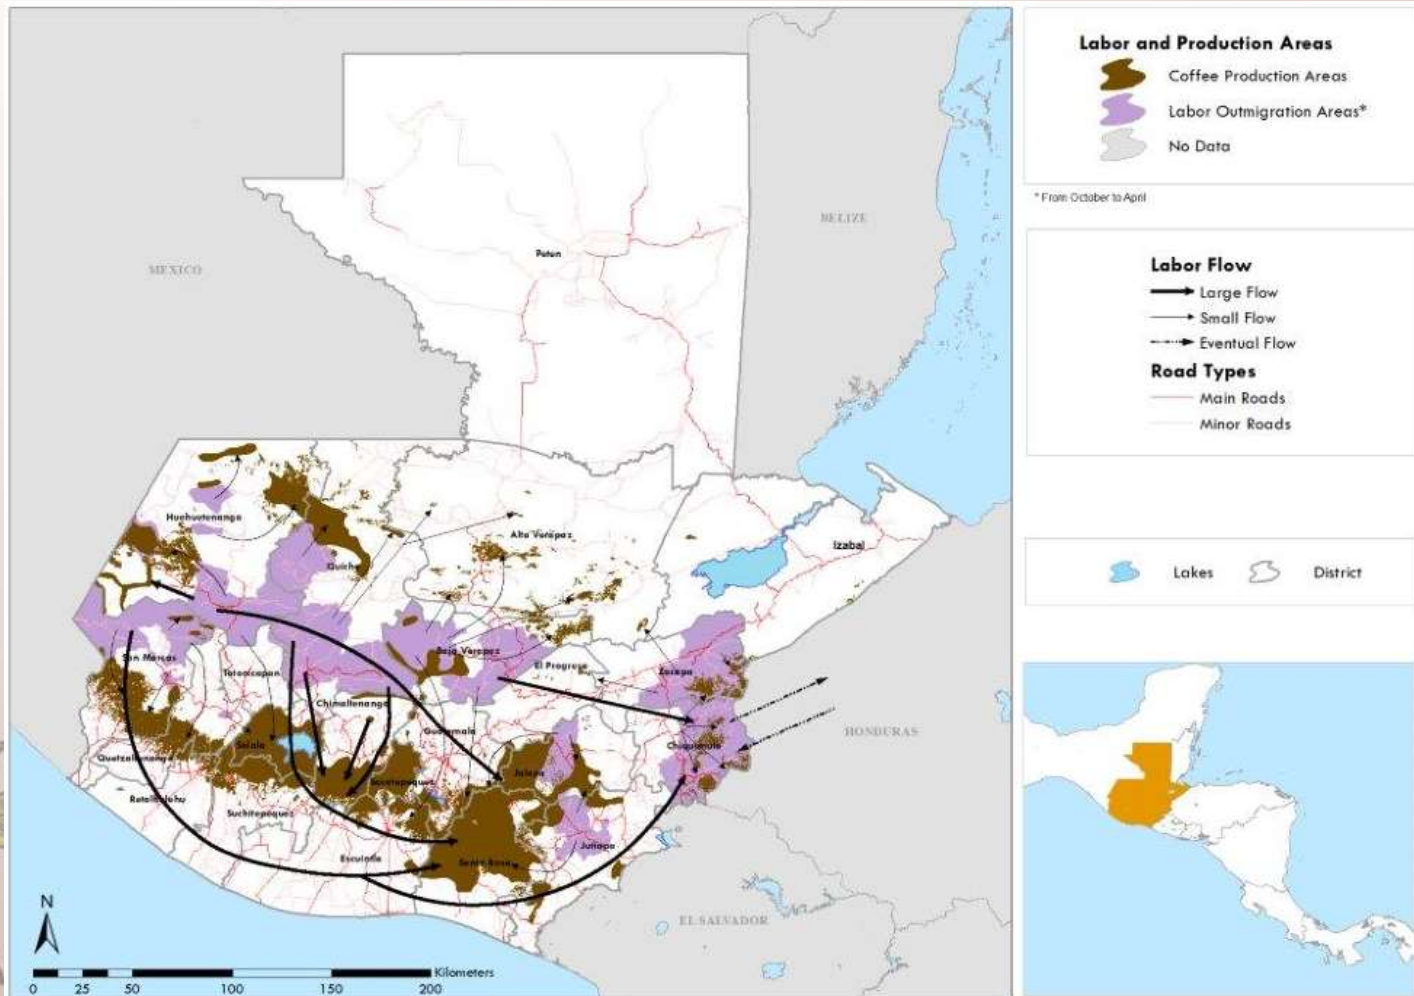 Labor and Production Areas
Coffee Production Areas
Labor Outmigration Areas*
No Data
* From October to April
Labor Flow
Large Flow
Small Flow
Eventual Flow
Road Types
Main Roads
Minor Roads
Lakes
District
BELIZE
MEXICO
Peten
Huehuetenango
Alta Verapaz
Izabal
Quiche
San Marcos
Baja Verapaz
El Progreso
Zacapa
Totonicapan
Chimaltenango
Guatemala
Chiquimula
HONDURAS
Solola
Quetzaltenango
Sacatepequez
Jalapa
Retalhulehu
Suchitepequez
Jutiapa
Escuintla
Santa Rosa
EL SALVADOR
N
Kilometers
0 25 50 100 150 200